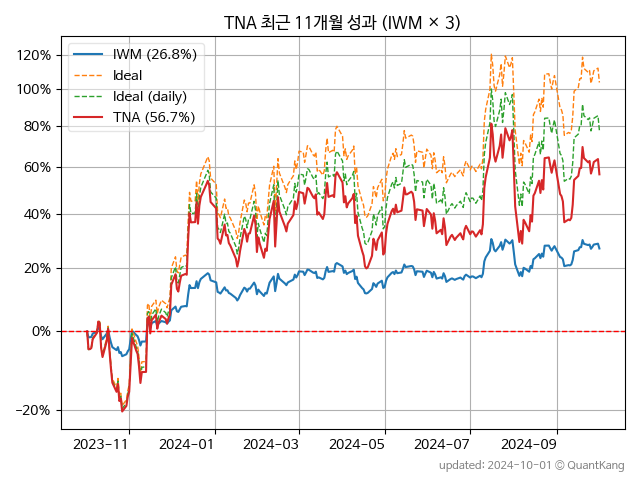 TNA 최근 11개월 성과 (IWM × 3)
IWM (26.8%)
Ideal
Ideal (daily)
TNA (56.7%)
120%
100%
80%
60%
40%
20%
0%
−20%
2023−11
2024−01
2024−03
2024−05
2024−07
2024−09
updated: 2024-10-01 © QuantKang